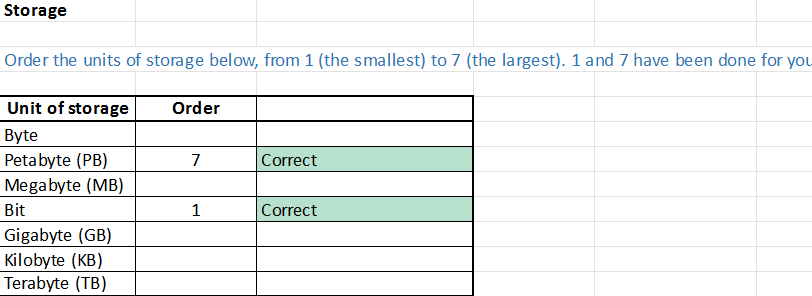 Storage
Order the units of storage below, from 1 (the smallest) to 7 (the largest). 1 and 7 have been done for you
Unit of storage Order
Byte
Petabyte (PB) 7 Correct
Megabyte (MB)
Bit 1 Correct
Gigabyte (GB)
Kilobyte (KB)
Terabyte (TB)